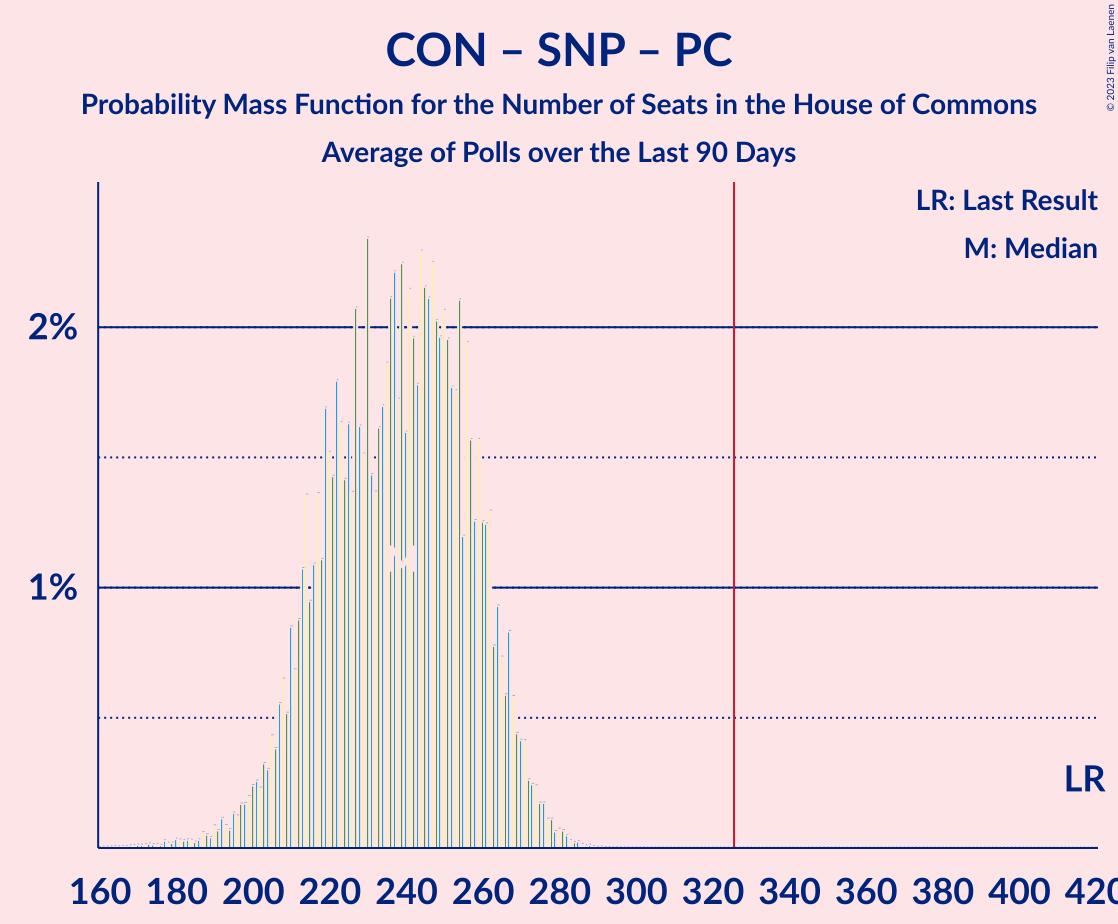 CON – SNP – PC
Probability Mass Function for the Number of Seats in the House of Commons
Average of Polls over the Last 90 Days
© 2023 Filip van Laenen
LR: Last Result
M: Median
2%
1%
LR
160 180 200 220 240 260 280 300 320 340 360 380 400 420